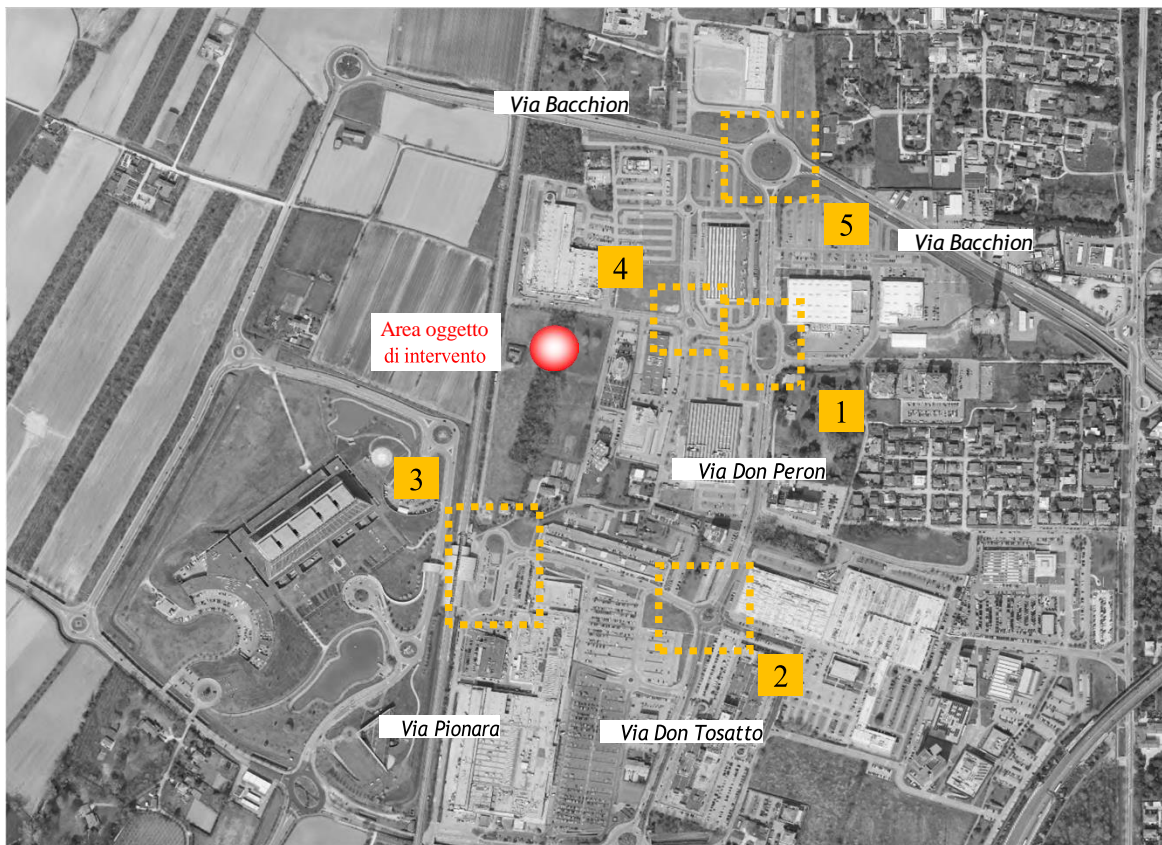 Via Bacchion
5
Via Bacchion
4
Area oggetto
di intervento
1
Via Don Peron
3
2
Via Pionara
Via Don Tosatto